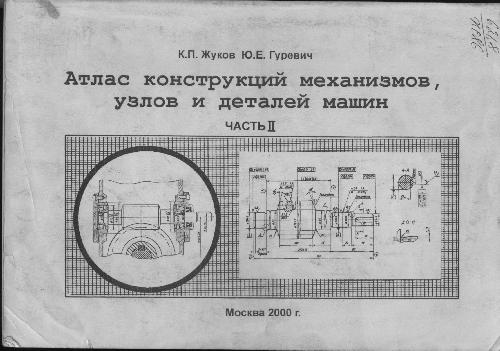 К.П. Жуков Ю.Е. Гуревич
Атлас конструкций механизмов,
узлов и деталей машин
ЧАСТЬ II
Москва 2000 г.